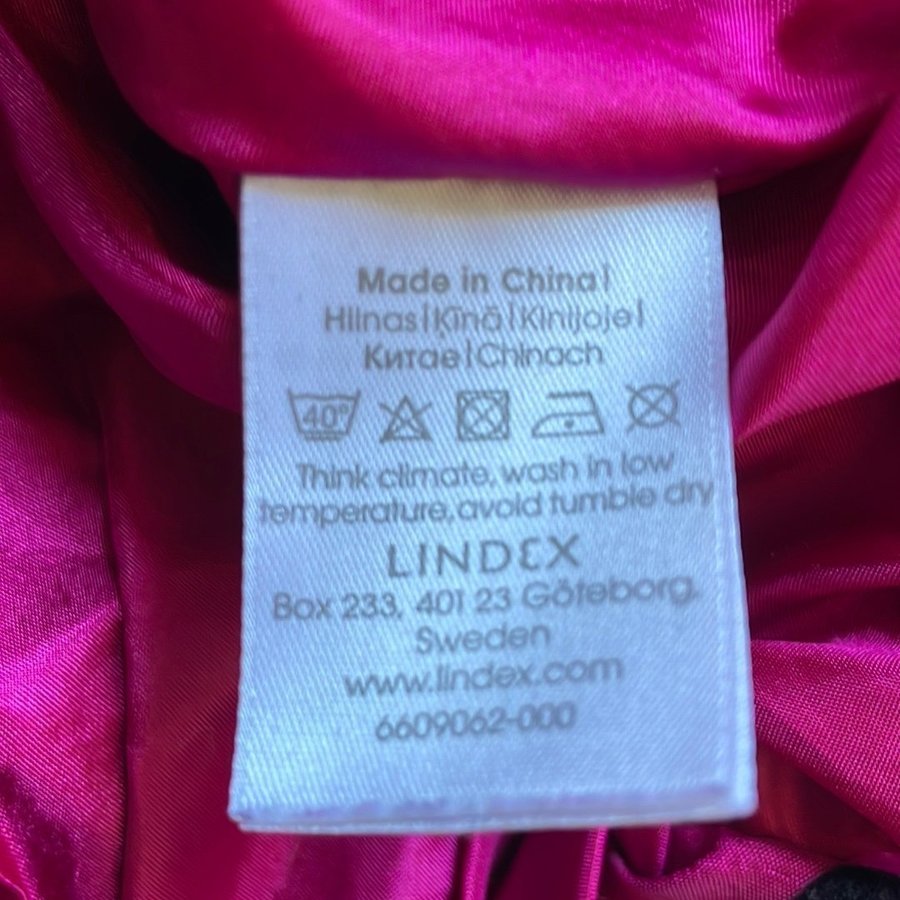 Made in China|
Hiinas|Ķīnā|Kinijoje|
Китае|Chinach
40°
Think climate, wash in low
temperature, avoid tumble dry
LINDEX
Box 233, 401 23 Göteborg,
Sweden
www.lindex.com
6609062-000